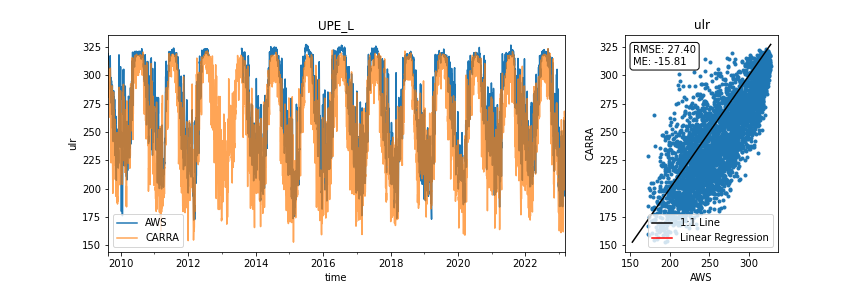 UPE_L
ulr
325
300
275
250
225
200
175
150
ulr
AWS
CARRA
2010
2012
2014
2016
2018
2020
2022
time
ulr
325
300
275
250
225
200
175
150
CARRA
RMSE: 27.40
ME: -15.81
1:1 Line
Linear Regression
150
200
250
300
AWS